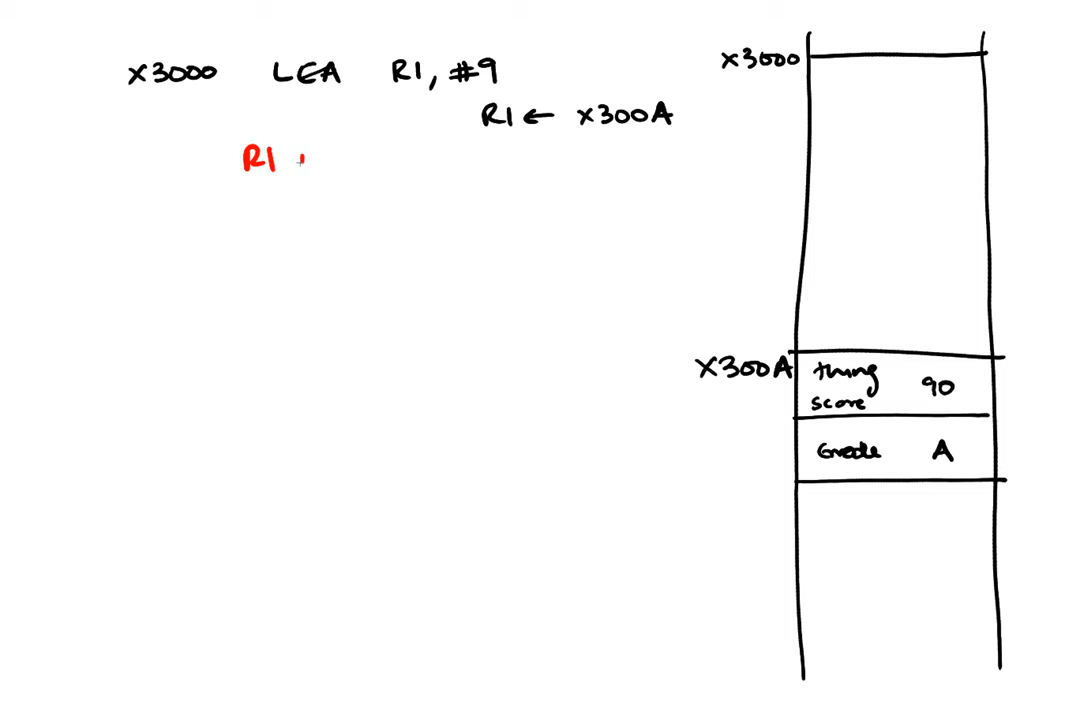 x3000 LEA R1, #9
R1 ← x300A
R1
x3000
x300A
thing 90
score
Grade A